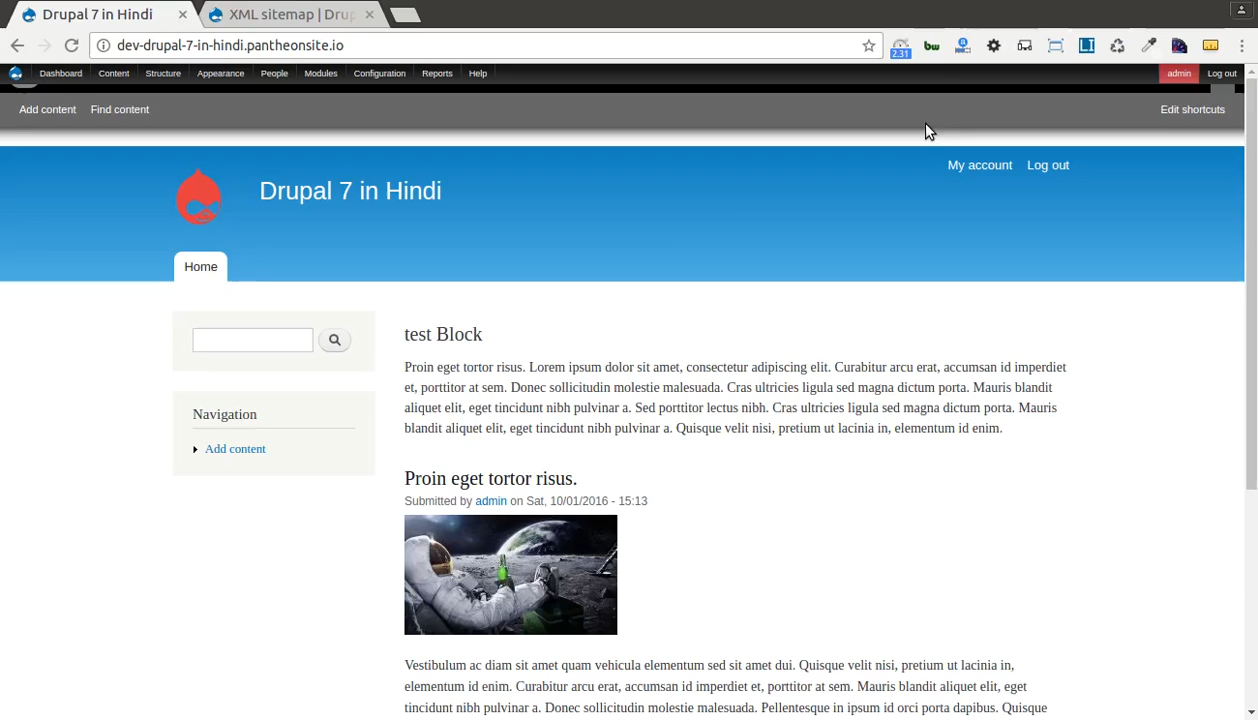 Drupal 7 in Hindi
XML sitemap | Drup
dev-drupal-7-in-hindi.pantheonsite.io
2.31
bw
LI
Dashboard Content Structure Appearance People Modules Configuration Reports Help
admin Log out
Add content Find content
Edit shortcuts
My account Log out
Drupal 7 in Hindi
Home
test Block
Proin eget tortor risus. Lorem ipsum dolor sit amet, consectetur adipiscing elit. Curabitur arcu erat, accumsan id imperdiet
et, porttitor at sem. Donec sollicitudin molestie malesuada. Cras ultricies ligula sed magna dictum porta. Mauris blandit
aliquet elit, eget tincidunt nibh pulvinar a. Sed porttitor lectus nibh. Cras ultricies ligula sed magna dictum porta. Mauris
blandit aliquet elit, eget tincidunt nibh pulvinar a. Quisque velit nisi, pretium ut lacinia in, elementum id enim.
Navigation
Add content
Proin eget tortor risus.
Submitted by admin on Sat, 10/01/2016 - 15:13
Vestibulum ac diam sit amet quam vehicula elementum sed sit amet dui. Quisque velit nisi, pretium ut lacinia in,
elementum id enim. Curabitur arcu erat, accumsan id imperdiet et, porttitor at sem. Mauris blandit aliquet elit, eget
tincidunt nibh pulvinar a. Donec sollicitudin molestie malesuada. Pellentesque in ipsum id orci porta dapibus. Quisque